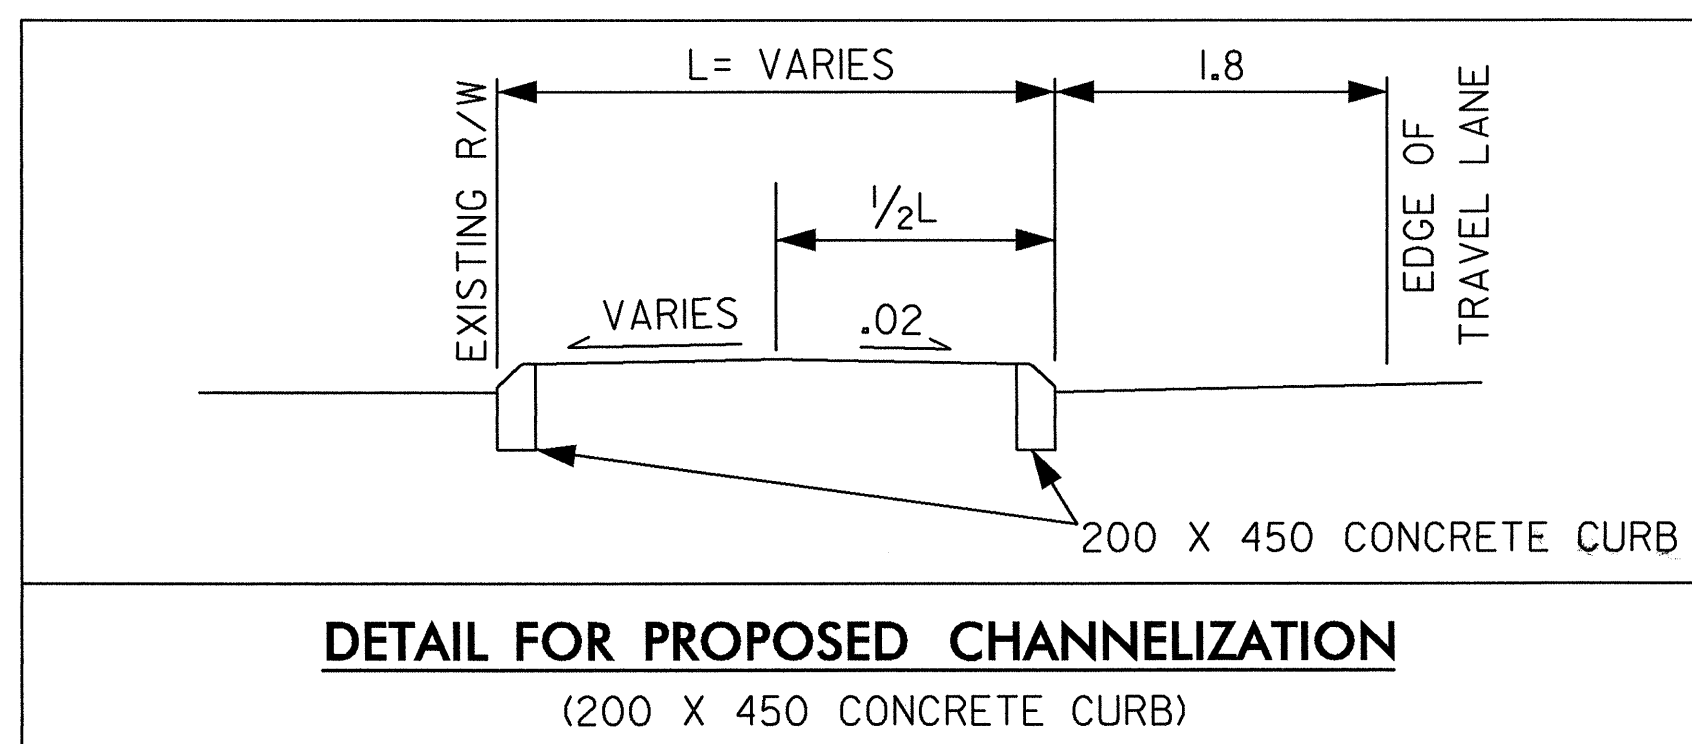 L= VARIES
1.8
EXISTING R/W
EDGE OF
TRAVEL LANE
½L
VARIES
.02
200 X 450 CONCRETE CURB
DETAIL FOR PROPOSED CHANNELIZATION
(200 X 450 CONCRETE CURB)